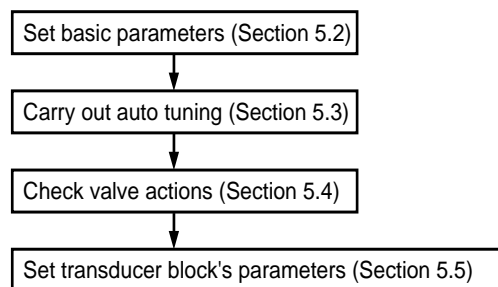 Set basic parameters (Section 5.2)
Carry out auto tuning (Section 5.3)
Check valve actions (Section 5.4)
Set transducer block's parameters (Section 5.5)